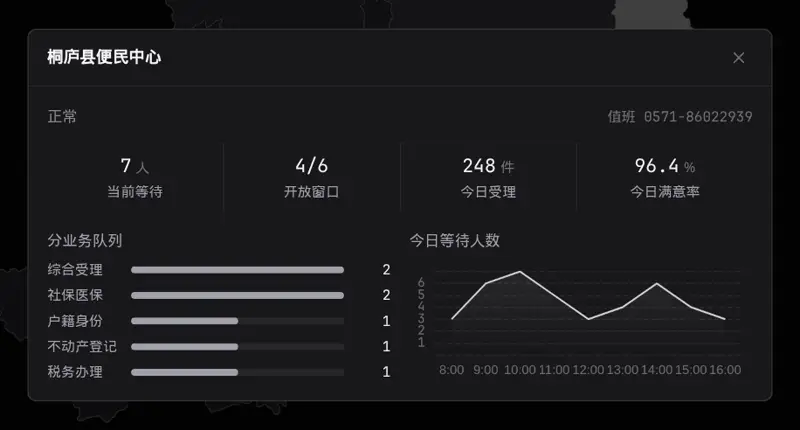 桐庐县便民中心
正常
值班 0571-86022939
7 人
当前等待
4/6
开放窗口
248 件
今日受理
96.4 %
今日满意率
分业务队列
综合受理 2
社保医保 2
户籍身份 1
不动产登记 1
税务办理 1
今日等待人数
6
5
4
3
2
1
8:00 9:00 10:00 11:00 12:00 13:00 14:00 15:00 16:00